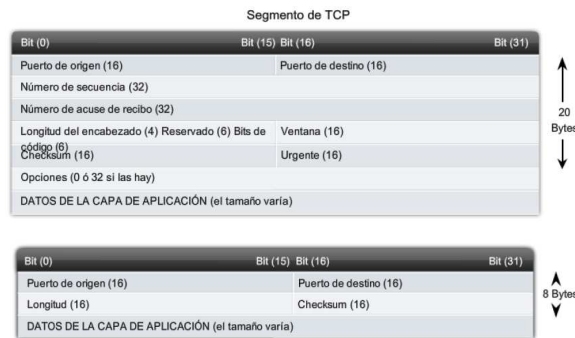 Segmento de TCP
Bit (0) Bit (15) Bit (16) Bit (31)
Puerto de origen (16) Puerto de destino (16)
Número de secuencia (32)
Número de acuse de recibo (32)
Longitud del encabezado (4) Reservado (6) Bits de código (6) Ventana (16)
Checksum (16) Urgente (16)
Opciones (0 ó 32 si las hay)
DATOS DE LA CAPA DE APLICACIÓN (el tamaño varía)
20
Bytes
Bit (0) Bit (15) Bit (16) Bit (31)
Puerto de origen (16) Puerto de destino (16)
Longitud (16) Checksum (16)
DATOS DE LA CAPA DE APLICACIÓN (el tamaño varía)
8 Bytes